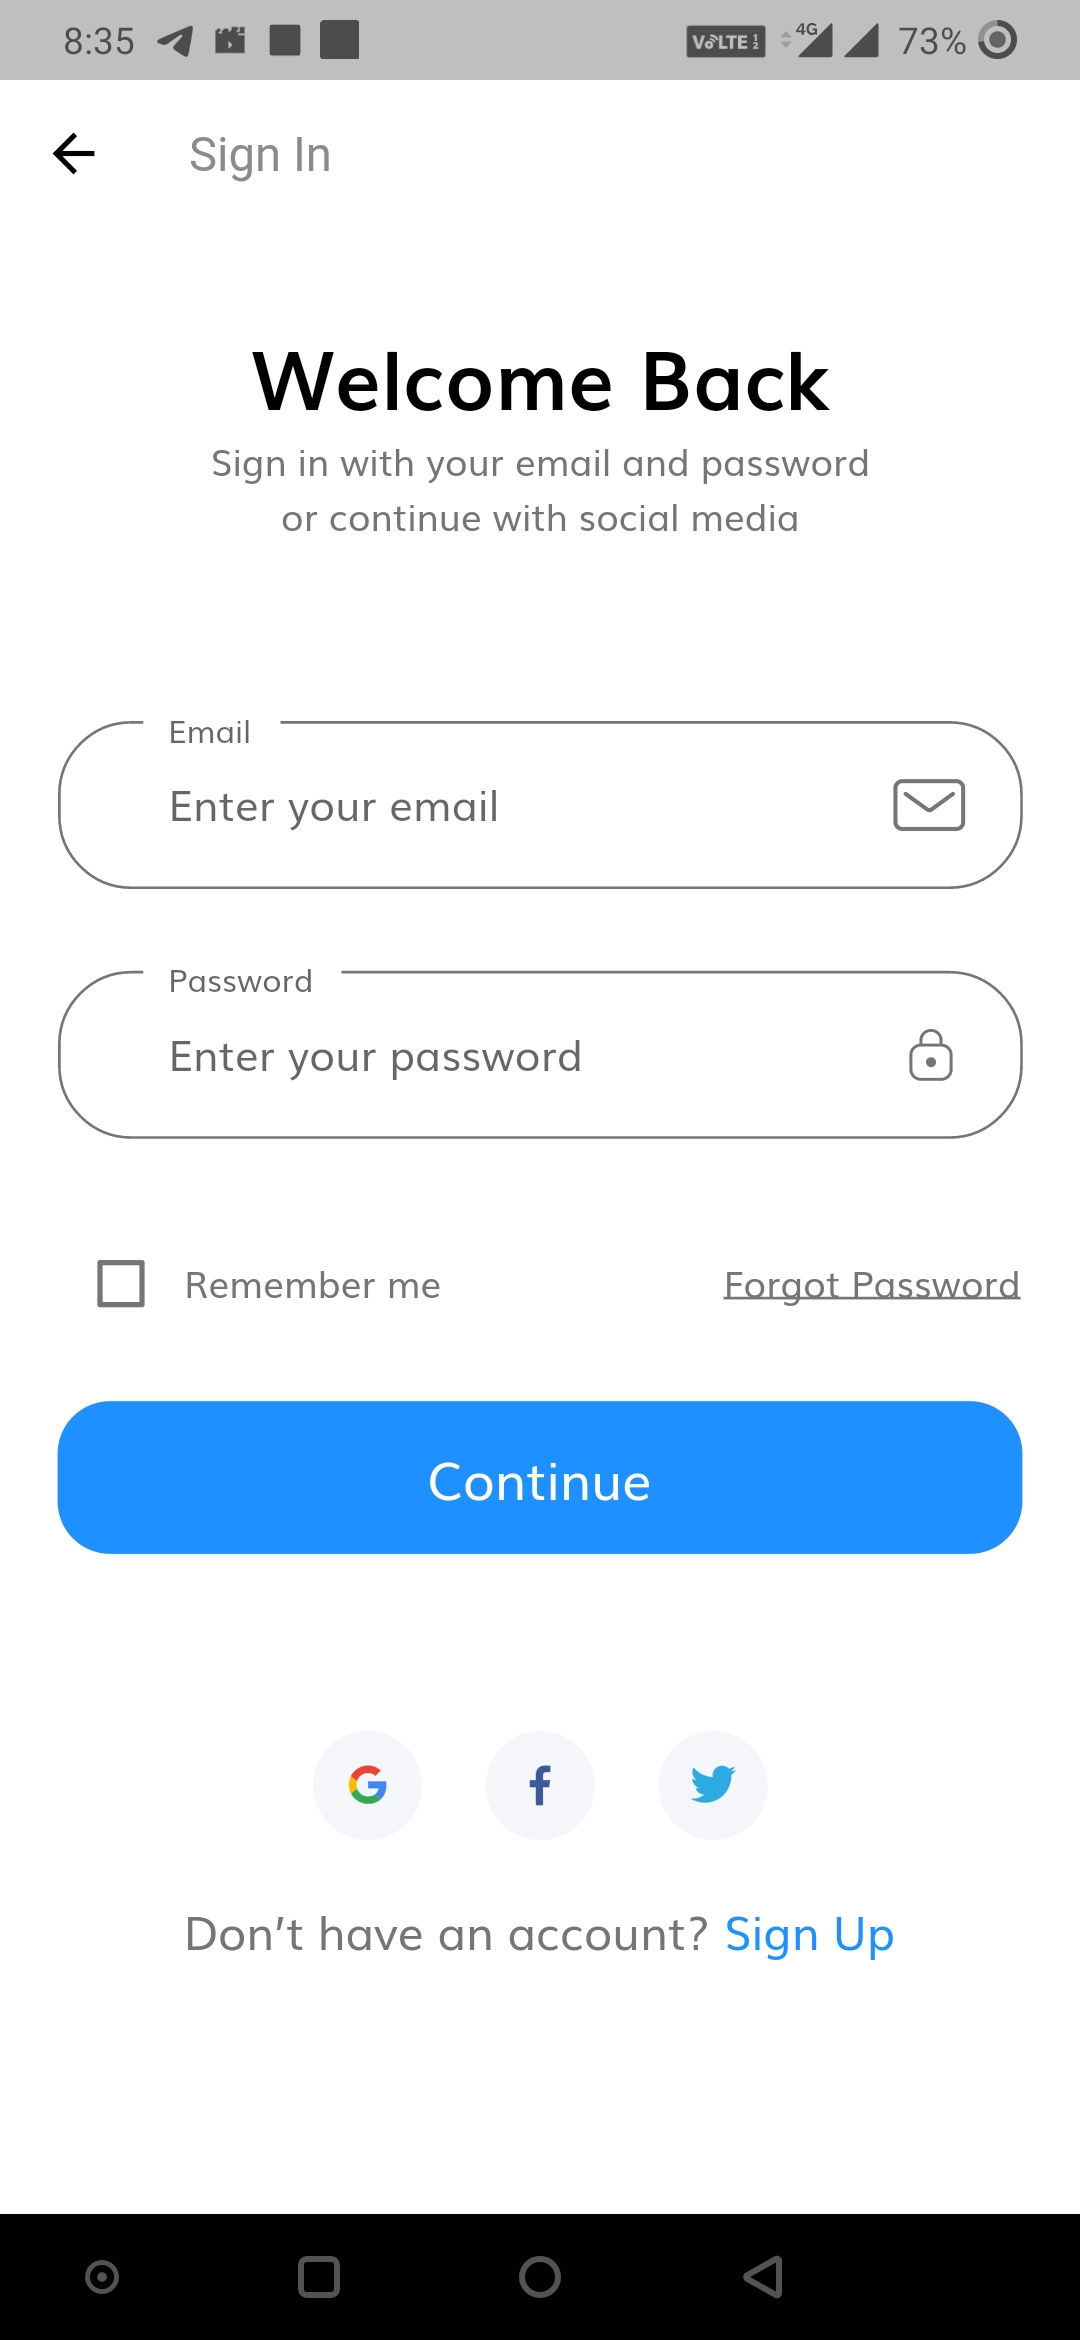 8:35 VoLTE 1 2 4G 73%
Sign In
Welcome Back
Sign in with your email and password
or continue with social media
Email
Enter your email
Password
Enter your password
Remember me Forgot Password
Continue
Don't have an account? Sign Up